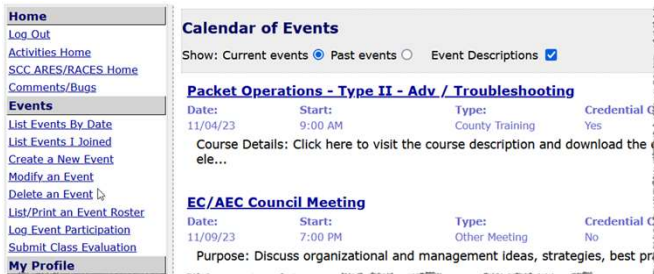 Home
Log Out
Activities Home
SCC ARES/RACES Home
Comments/Bugs
Events
List Events By Date
List Events I Joined
Create a New Event
Modify an Event
Delete an Event
List/Print an Event Roster
Log Event Participation
Submit Class Evaluation
My Profile
Calendar of Events
Show: Current events Past events Event Descriptions
Packet Operations - Type II - Adv / Troubleshooting
Date: Start: Type: Credential
11/04/23 9:00 AM County Training Yes
Course Details: Click here to visit the course description and download the
ele...
EC/AEC Council Meeting
Date: Start: Type: Credential
11/09/23 7:00 PM Other Meeting No
Purpose: Discuss organizational and management ideas, strategies, best